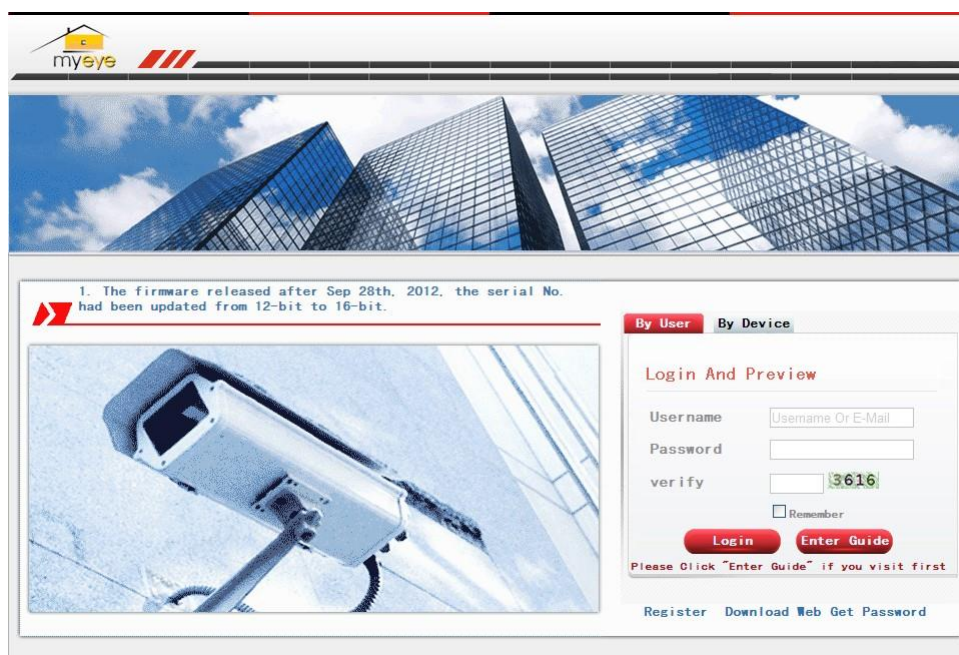 myeye
1. The firmware released after Sep 28th, 2012, the serial No.
had been updated from 12-bit to 16-bit.
By User By Device
Login And Preview
Username Username Or E-Mail
Password
verify 3616
Remember
Login Enter Guide
Please Click "Enter Guide" if you visit first
Register Download Web Get Password